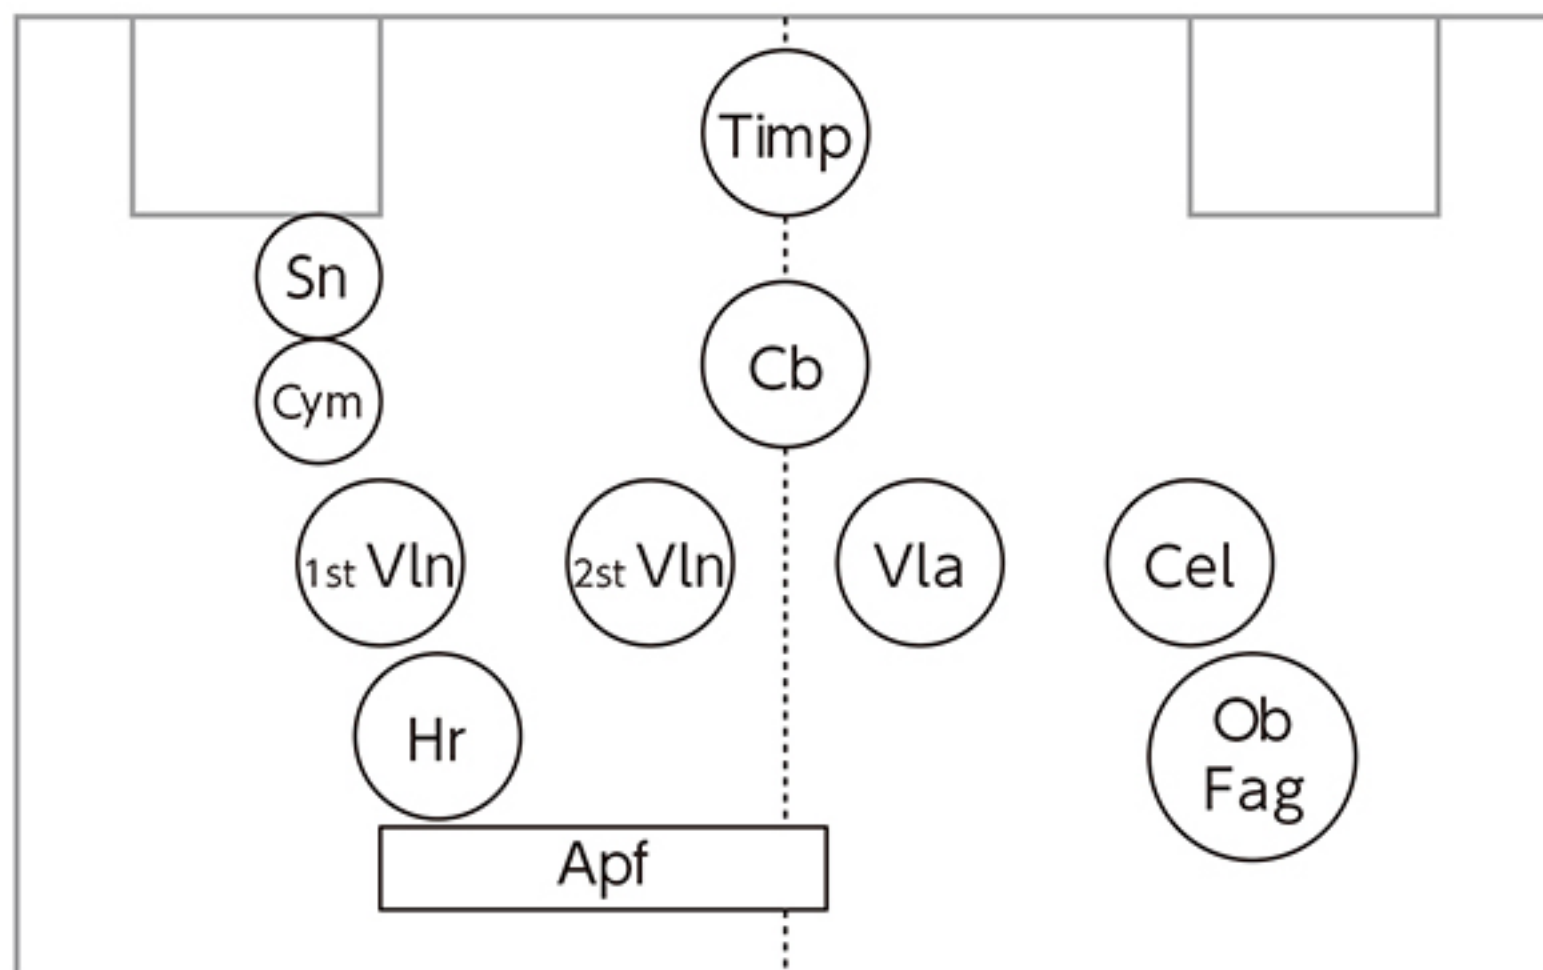 Timp
Sn
Cb
Cym
1st Vln
2st Vln
Vla
Cel
Hr
Ob
Fag
Apf